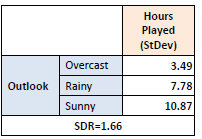 Hours
Played
(StDev)
Outlook
Overcast 3.49
Rainy 7.78
Sunny 10.87
SDR=1.66